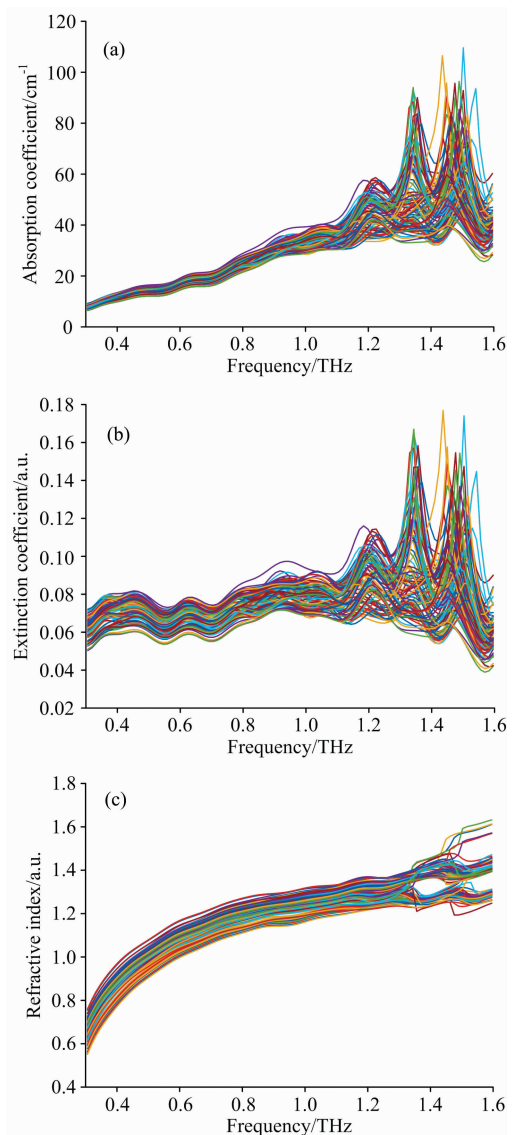 (a)
Absorption coefficient/cm⁻¹
120
100
80
60
40
20
0
0.4 0.6 0.8 1.0 1.2 1.4 1.6
Frequency/THz
(b)
Extinction coefficient/a.u.
0.18
0.16
0.14
0.12
0.10
0.08
0.06
0.04
0.02
0.4 0.6 0.8 1.0 1.2 1.4 1.6
Frequency/THz
(c)
Refractive index/a.u.
1.8
1.6
1.4
1.2
1.0
0.8
0.6
0.4
0.4 0.6 0.8 1.0 1.2 1.4 1.6
Frequency/THz